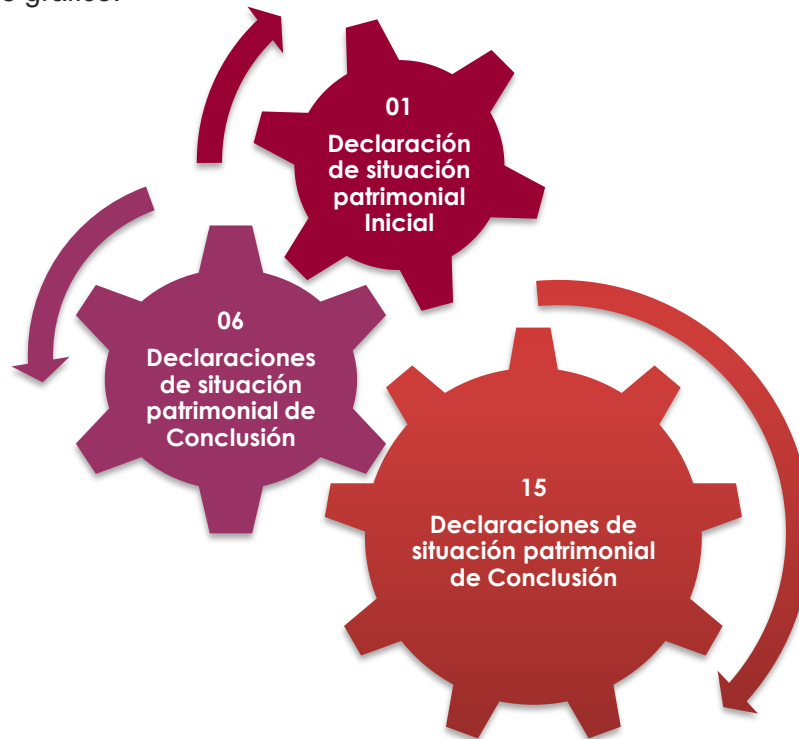 o gráfico.
01
Declaración
de situación
patrimonial
Inicial
06
Declaraciones
de situación
patrimonial de
Conclusión
15
Declaraciones de
situación patrimonial
de Conclusión